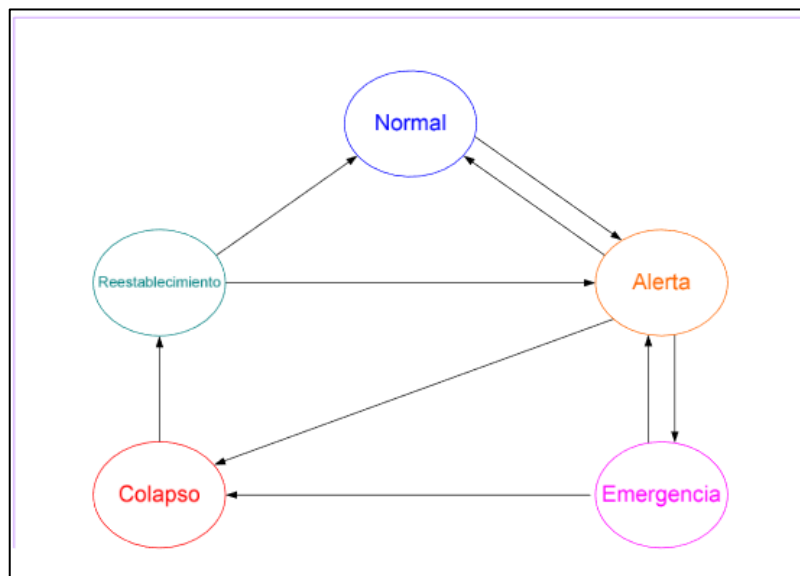 Normal
Reestablecimiento
Alerta
Colapso
Emergencia